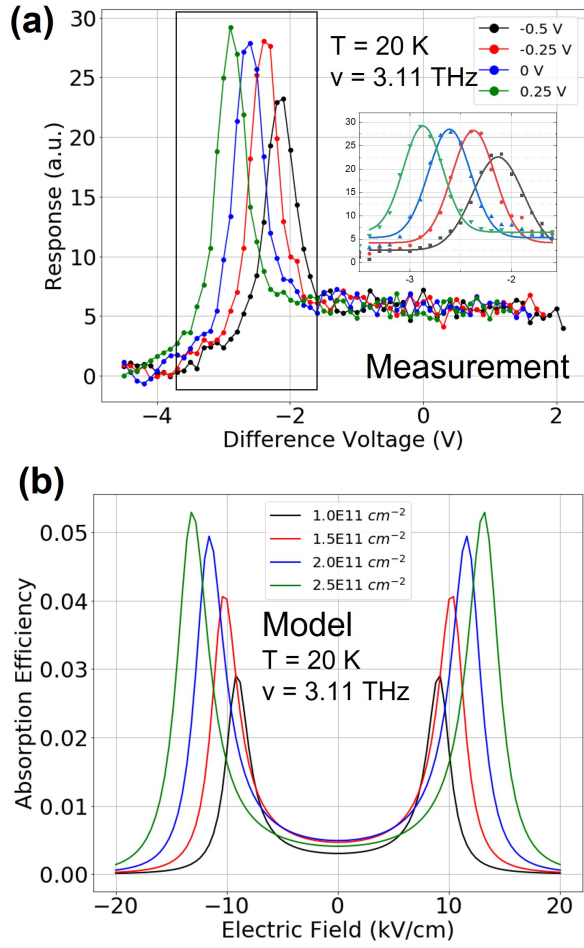 (a)
T = 20 K
v = 3.11 THz
-0.5 V
-0.25 V
0 V
0.25 V
Response (a.u.)
30
25
20
15
10
5
0
30
25
20
15
10
5
0
-3
-2
Measurement
−4
−2
0
2
Difference Voltage (V)
(b)
1.0E11 cm⁻²
1.5E11 cm⁻²
2.0E11 cm⁻²
2.5E11 cm⁻²
Model
T = 20 K
v = 3.11 THz
Absorption Efficiency
0.05
0.04
0.03
0.02
0.01
0.00
−20
−10
0
10
20
Electric Field (kV/cm)